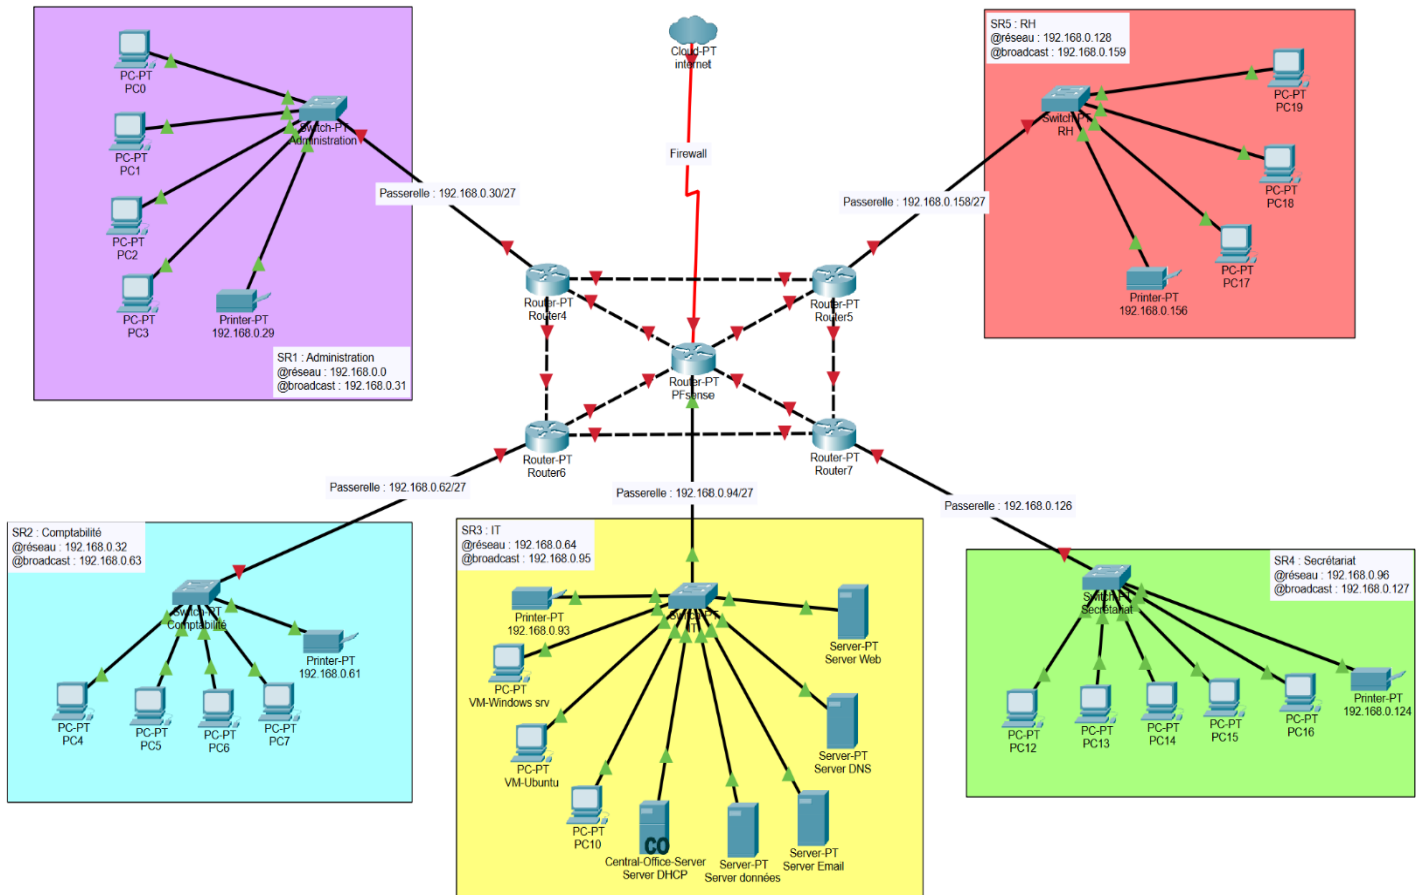 PC-PT
PC0
PC-PT
PC1
PC-PT
PC2
PC-PT
PC3
Printer-PT
192.168.0.29
Switch-PT
Administration
SR1 : Administration
@réseau : 192.168.0.0
@broadcast : 192.168.0.31
Passerelle : 192.168.0.30/27
Cloud-PT
internet
Firewall
SR5 : RH
@réseau : 192.168.0.128
@broadcast : 192.168.0.159
Switch-PT
RH
PC-PT
PC19
PC-PT
PC18
PC-PT
PC17
Printer-PT
192.168.0.156
Passerelle : 192.168.0.158/27
Router-PT
Router4
Router-PT
Router5
Router-PT
PFsense
Router-PT
Router6
Router-PT
Router7
Passerelle : 192.168.0.62/27
Passerelle : 192.168.0.94/27
Passerelle : 192.168.0.126
SR2 : Comptabilité
@réseau : 192.168.0.32
@broadcast : 192.168.0.63
Switch-PT
Comptabilité
Printer-PT
192.168.0.61
PC-PT
PC4
PC-PT
PC5
PC-PT
PC6
PC-PT
PC7
SR3 : IT
@réseau : 192.168.0.64
@broadcast : 192.168.0.95
Switch-PT
IT
Printer-PT
192.168.0.93
PC-PT
VM-Windows srv
PC-PT
VM-Ubuntu
PC-PT
PC10
CO
Central-Office-Server
Server DHCP
Server-PT
Server données
Server-PT
Server Email
Server-PT
Server DNS
Server-PT
Server Web
SR4 : Secrétariat
@réseau : 192.168.0.96
@broadcast : 192.168.0.127
Switch-PT
Secrétariat
PC-PT
PC12
PC-PT
PC13
PC-PT
PC14
PC-PT
PC15
PC-PT
PC16
Printer-PT
192.168.0.124